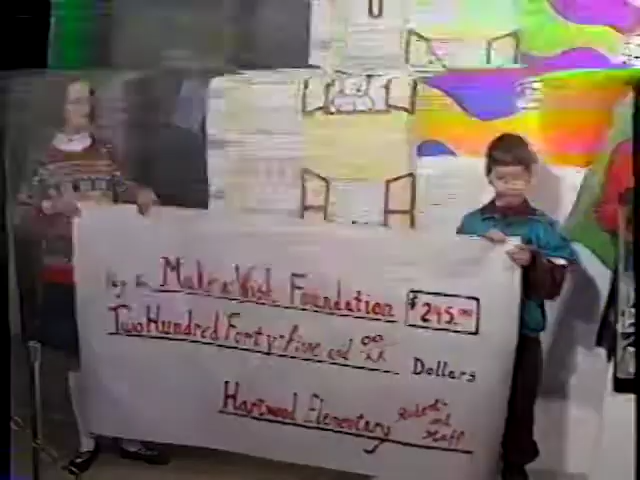 Pay to Make a Wish Foundation $245.00
Two Hundred Forty-five and 00/xx Dollars
Hartwood Elementary Students and Staff